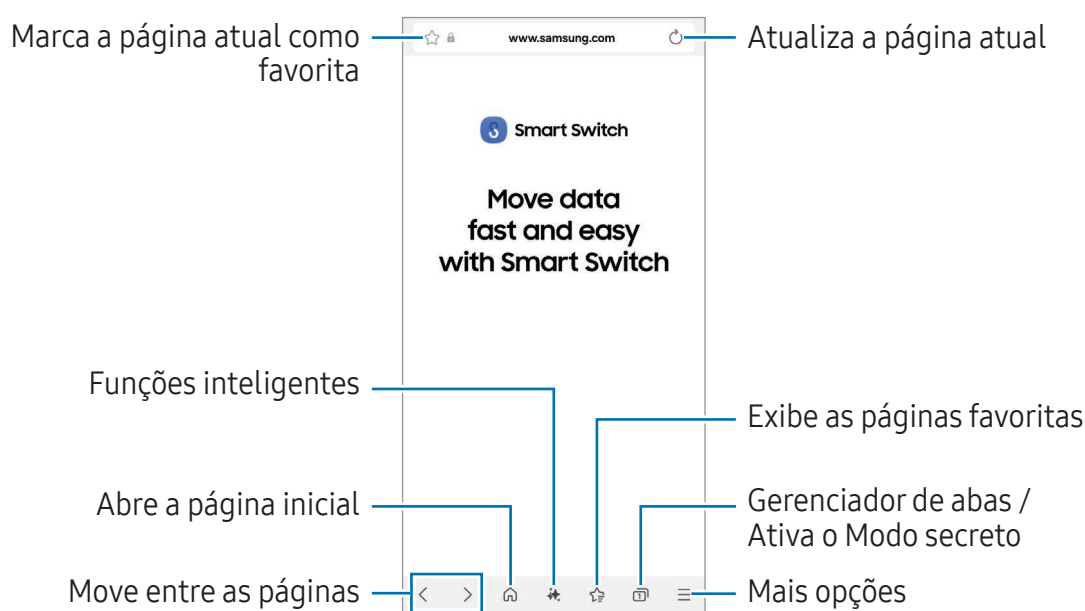 Marca a página atual como
favorita
www.samsung.com
Atualiza a página atual
Smart Switch
Move data
fast and easy
with Smart Switch
Funções inteligentes
Exibe as páginas favoritas
Abre a página inicial
Gerenciador de abas /
Ativa o Modo secreto
Move entre as páginas
1
Mais opções